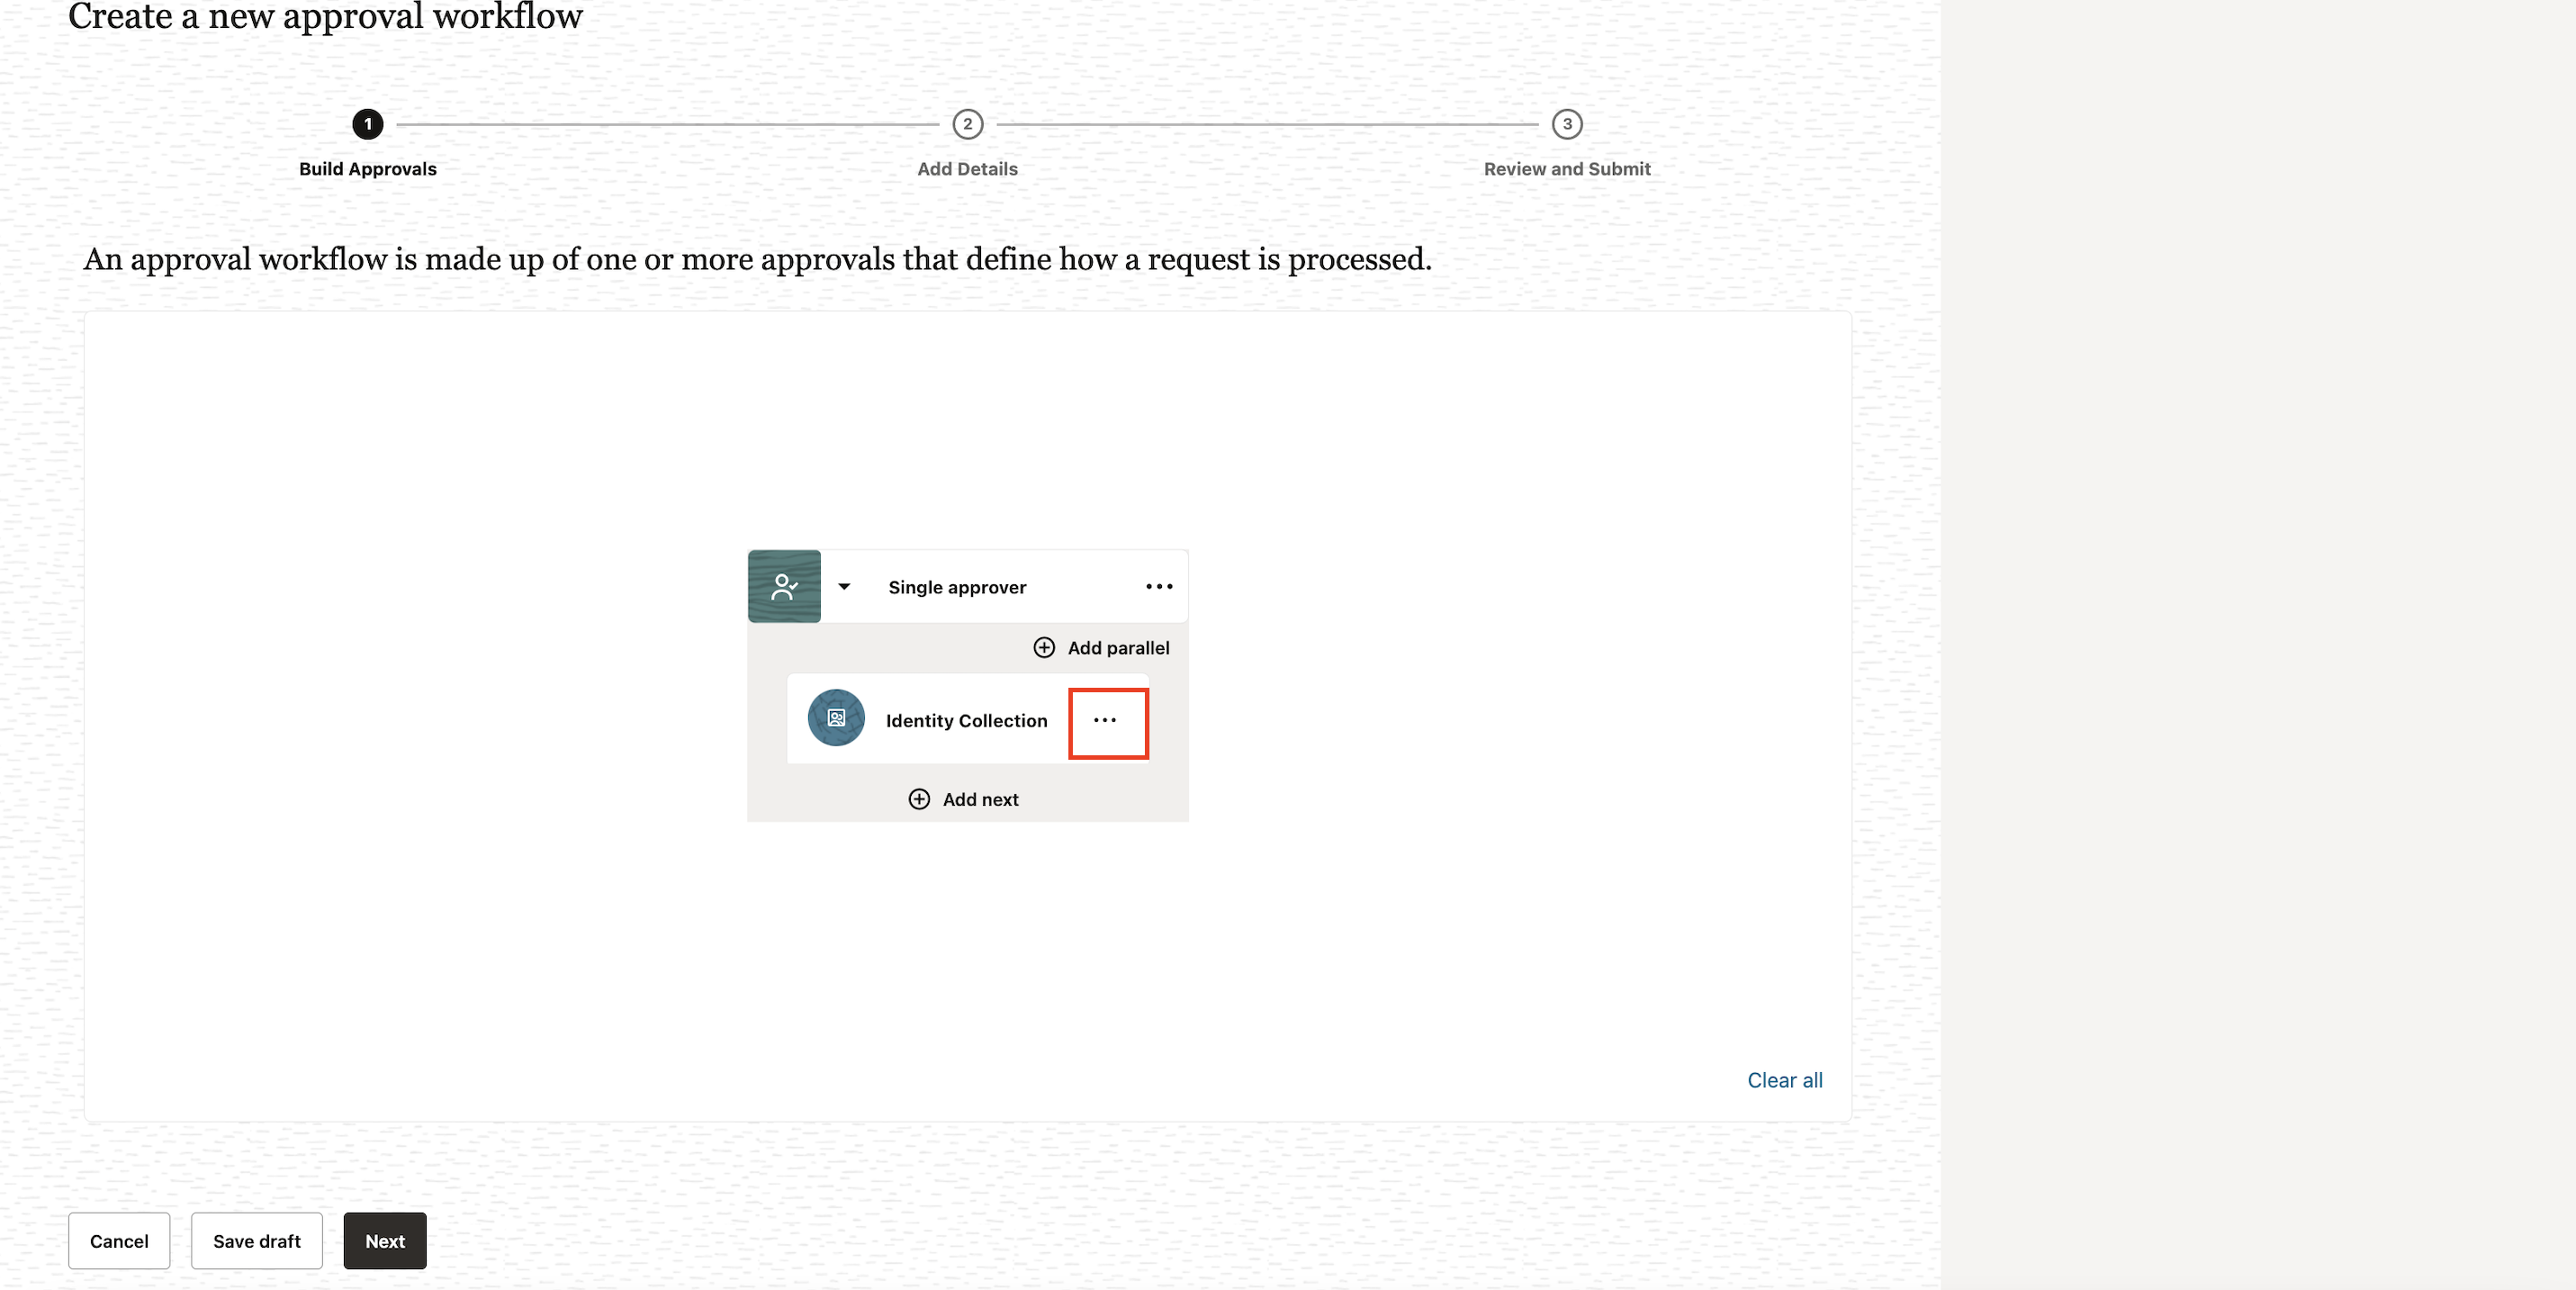 Create a new approval workflow
1 2 3
Build Approvals Add Details Review and Submit
An approval workflow is made up of one or more approvals that define how a request is processed.
Single approver
Add parallel
Identity Collection
Add next
Clear all
Cancel Save draft Next